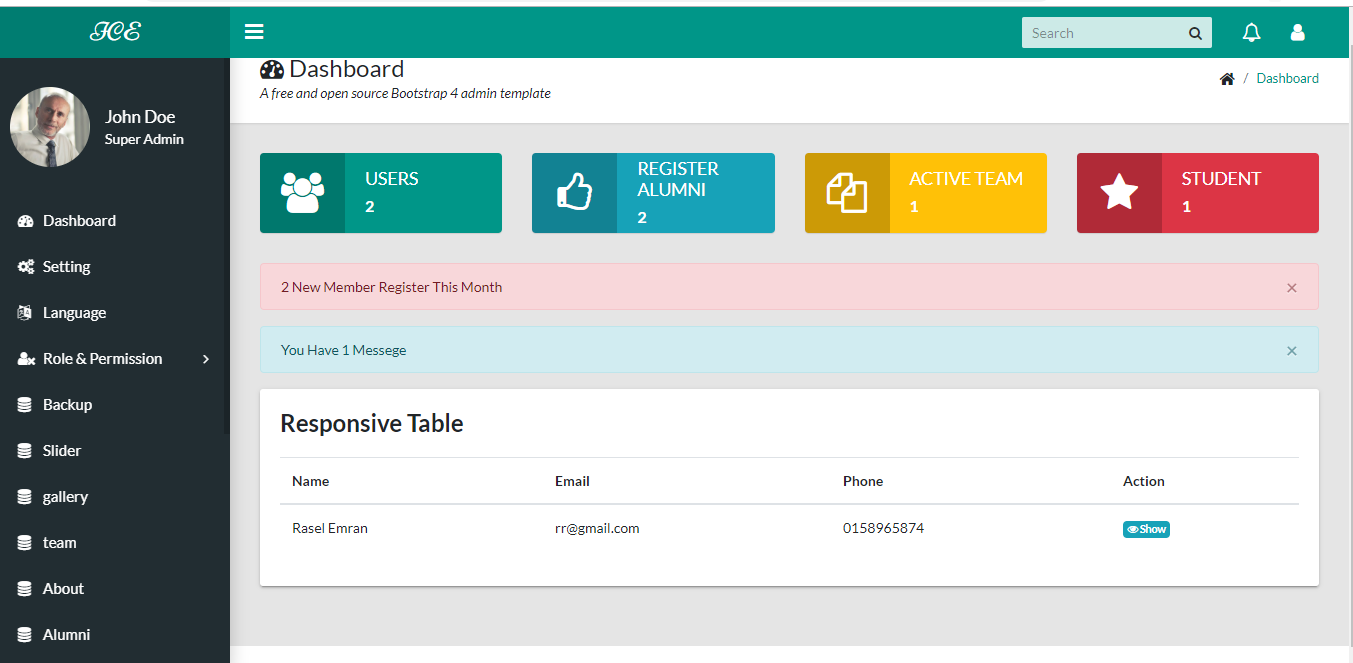 HCE
Search
John Doe
Super Admin
Dashboard
Setting
Language
Role & Permission
Backup
Slider
gallery
team
About
Alumni
Dashboard
A free and open source Bootstrap 4 admin template
/ Dashboard
USERS
2
REGISTER
ALUMNI
2
ACTIVE TEAM
1
STUDENT
1
2 New Member Register This Month ×
You Have 1 Messege ×
Responsive Table
Name Email Phone Action
Rasel Emran rr@gmail.com 0158965874 Show